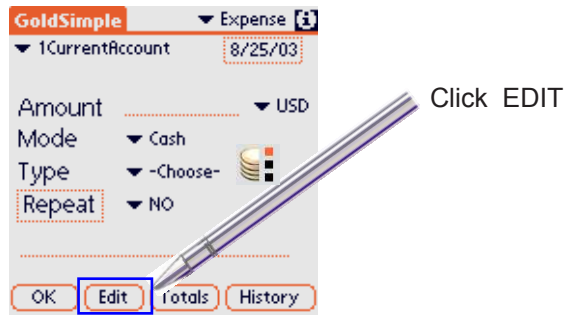 GoldSimple Expense [i]
1CurrentAccount 8/25/03
Click EDIT
Amount USD
Mode Cash
Type -Choose-
Repeat NO
OK Edit Totals History